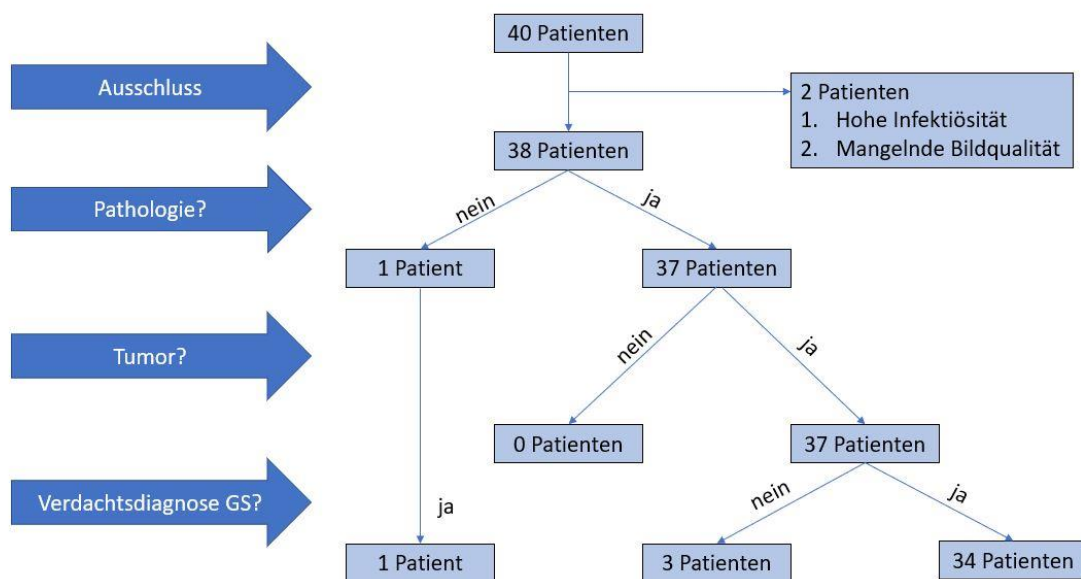 40 Patienten
Ausschluss
2 Patienten
1. Hohe Infektiösität
2. Mangelnde Bildqualität
38 Patienten
Pathologie?
nein
ja
1 Patient
37 Patienten
Tumor?
nein
ja
0 Patienten
37 Patienten
Verdachtsdiagnose GS?
ja
nein
ja
1 Patient
3 Patienten
34 Patienten